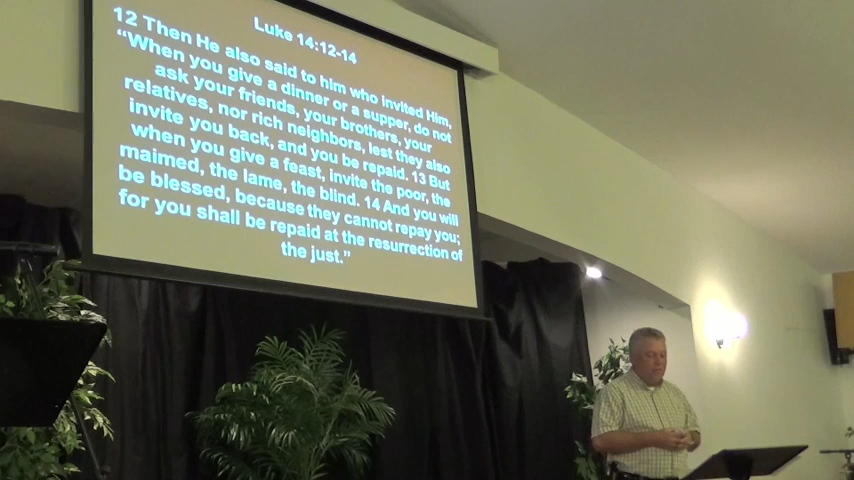 Luke 14:12-14
12 Then He also said to him who invited Him,
“When you give a dinner or a supper, do not
ask your friends, your brothers, your
relatives, nor rich neighbors, lest they also
invite you back, and you be repaid. 13 But
when you give a feast, invite the poor, the
maimed, the lame, the blind. 14 And you will
be blessed, because they cannot repay you;
for you shall be repaid at the resurrection of
the just.”